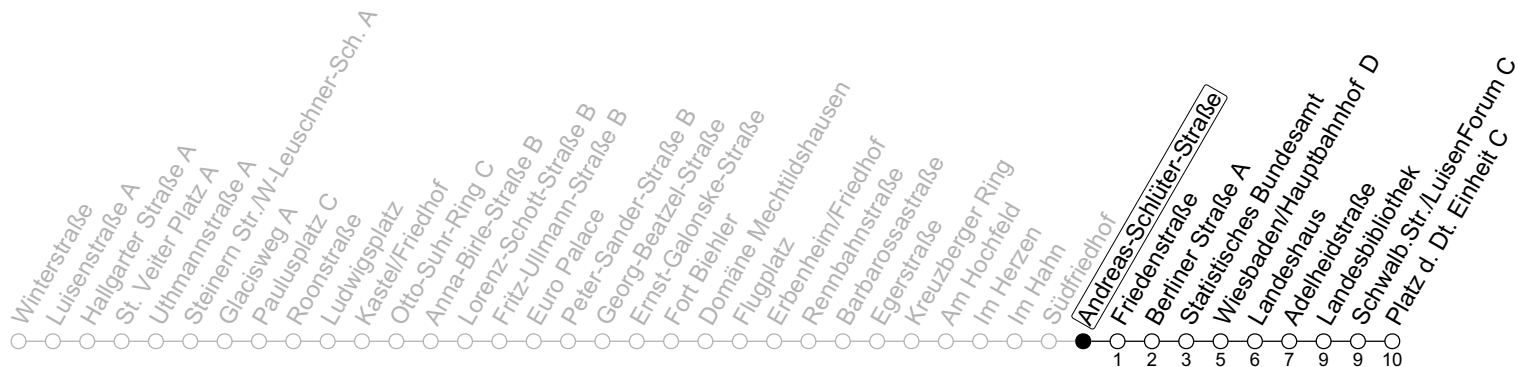 Winterstraße
Luisenstraße A
Hallgarter Straße A
St. Veiter Platz A
Uthmannstraße A
Steinern Str./W-Leuschner-Sch. A
Glacisweg A
Paulusplatz C
Roonstraße
Ludwigsplatz
Kastel/Friedhof
Otto-Suhr-Ring C
Anna-Birle-Straße B
Lorenz-Schott-Straße B
Fritz-Ullmann-Straße B
Euro Palace
Peter-Sander-Straße B
Georg-Beatzel-Straße
Ernst-Galonske-Straße
Fort Biehler
Domäne Mechtildshausen
Flugplatz
Erbenheim/Friedhof
Rennbahnstraße
Barbarossastraße
Egerstraße
Kreuzberger Ring
Am Hochfeld
Im Herzen
Im Hahn
Südfriedhof
Andreas-Schlüter-Straße
Friedenstraße
Berliner Straße A
Statistisches Bundesamt
Wiesbaden/Hauptbahnhof D
Landeshaus
Adelheidstraße
Landesbibliothek
Schwalb.Str./LuisenForum C
Platz d. Dt. Einheit C
1 2 3 5 6 7 9 9 10